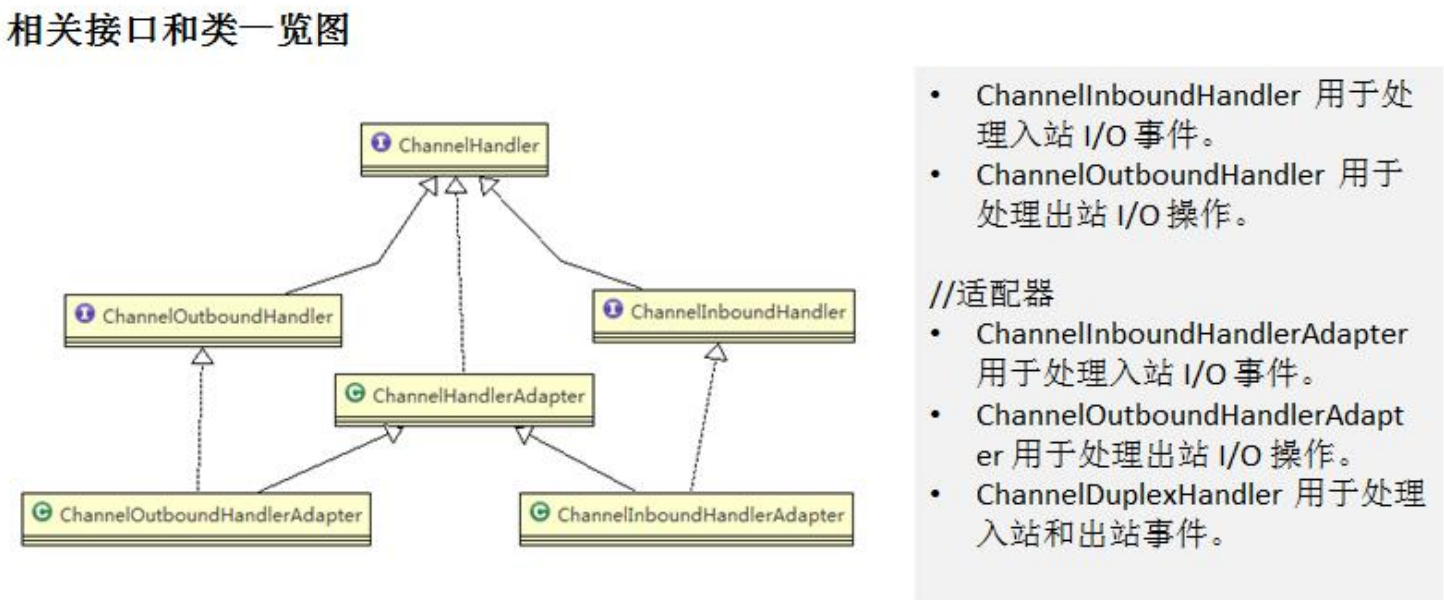 相关接口和类一览图
ChannelHandler
ChannelOutboundHandler
ChannelInboundHandler
ChannelHandlerAdapter
ChannelOutboundHandlerAdapter
ChannelInboundHandlerAdapter
• ChannelInboundHandler 用于处
理入站 I/O 事件。
• ChannelOutboundHandler 用于
处理出站 I/O 操作。
//适配器
• ChannelInboundHandlerAdapter
用于处理入站 I/O 事件。
• ChannelOutboundHandlerAdapt
er 用于处理出站 I/O 操作。
• ChannelDuplexHandler 用于处理
入站和出站事件。